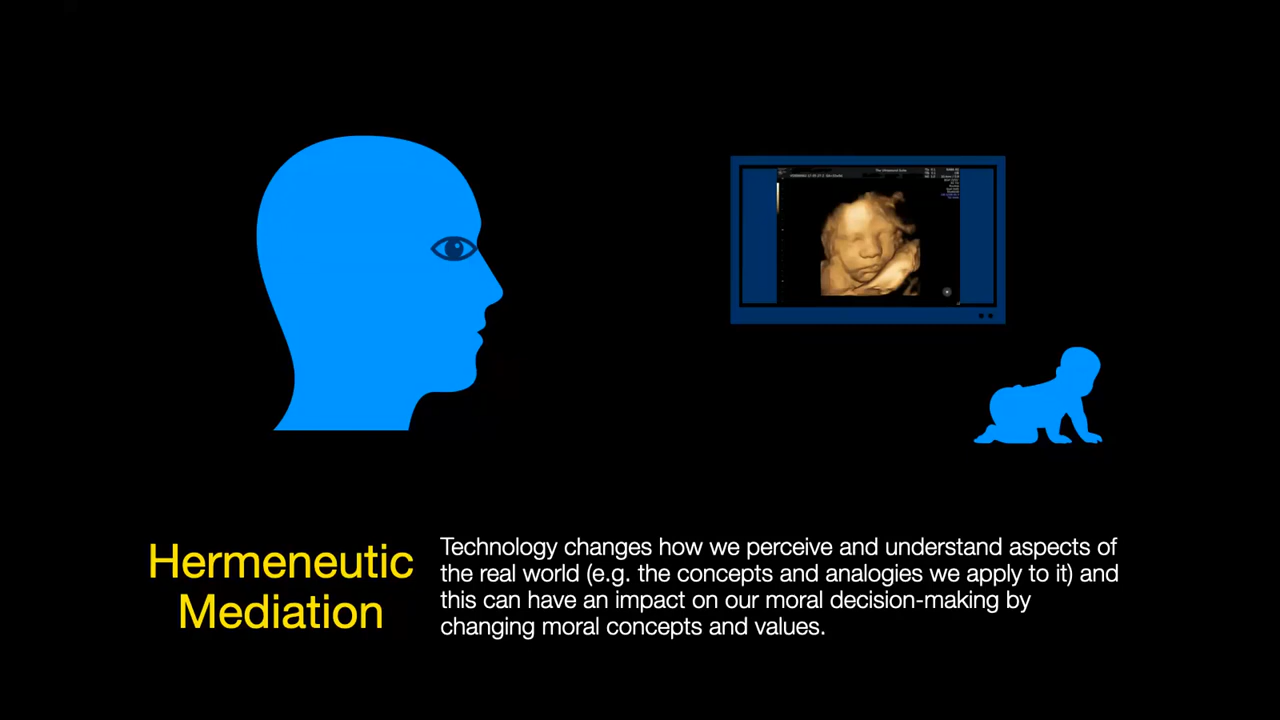 Hermeneutic
Mediation
Technology changes how we perceive and understand aspects of
the real world (e.g. the concepts and analogies we apply to it) and
this can have an impact on our moral decision-making by
changing moral concepts and values.